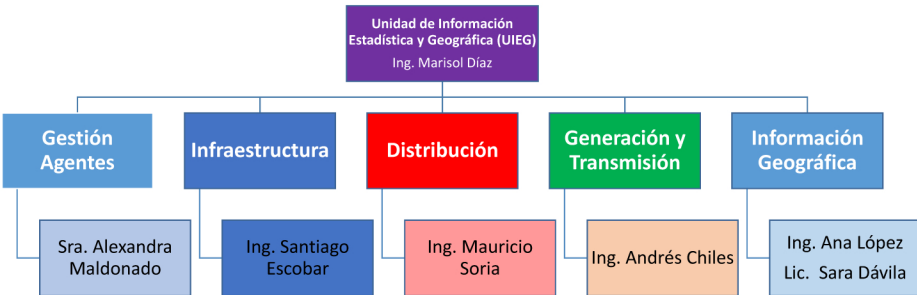 Unidad de Información
Estadística y Geográfica (UIEG)
Ing. Marisol Díaz
Gestión
Agentes
Infraestructura
Distribución
Generación y
Transmisión
Información
Geográfica
Sra. Alexandra
Maldonado
Ing. Santiago
Escobar
Ing. Mauricio
Soria
Ing. Andrés Chiles
Ing. Ana López
Lic.  Sara Dávila